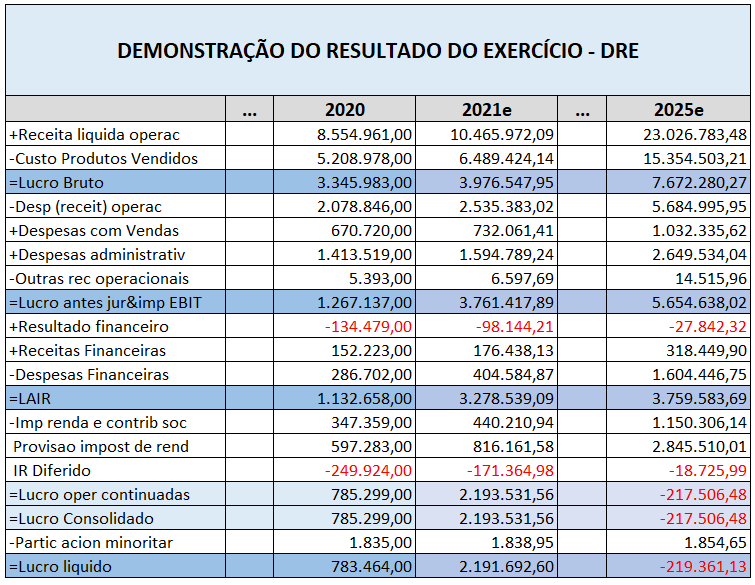 DEMONSTRAÇÃO DO RESULTADO DO EXERCÍCIO - DRE
... 2020 2021e ... 2025e
+Receita liquida operac 8.554.961,00 10.465.972,09 23.026.783,48
-Custo Produtos Vendidos 5.208.978,00 6.489.424,14 15.354.503,21
=Lucro Bruto 3.345.983,00 3.976.547,95 7.672.280,27
-Desp (receit) operac 2.078.846,00 2.535.383,02 5.684.995,95
+Despesas com Vendas 670.720,00 732.061,41 1.032.335,62
+Despesas administrativ 1.413.519,00 1.594.789,24 2.649.534,04
-Outras rec operacionais 5.393,00 6.597,69 14.515,96
=Lucro antes jur&imp EBIT 1.267.137,00 3.761.417,89 5.654.638,02
+Resultado financeiro -134.479,00 -98.144,21 -27.842,32
+Receitas Financeiras 152.223,00 176.438,13 318.449,90
-Despesas Financeiras 286.702,00 404.584,87 1.604.446,75
=LAIR 1.132.658,00 3.278.539,09 3.759.583,69
-Imp renda e contrib soc 347.359,00 440.210,94 1.150.306,14
Provisao impost de rend 597.283,00 816.161,58 2.845.510,01
IR Diferido -249.924,00 -171.364,98 -18.725,99
=Lucro oper continuadas 785.299,00 2.193.531,56 -217.506,48
=Lucro Consolidado 785.299,00 2.193.531,56 -217.506,48
-Partic acion minoritar 1.835,00 1.838,95 1.854,65
=Lucro liquido 783.464,00 2.191.692,60 -219.361,13